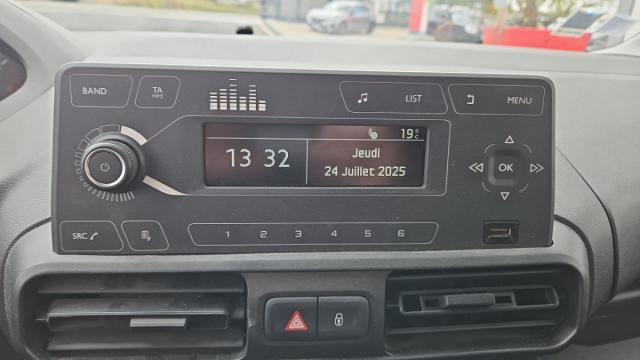 BAND
TA
INFO
LIST
MENU
19°C
13 32
Jeudi
24 Juillet 2025
OK
SRC
1 2 3 4 5 6